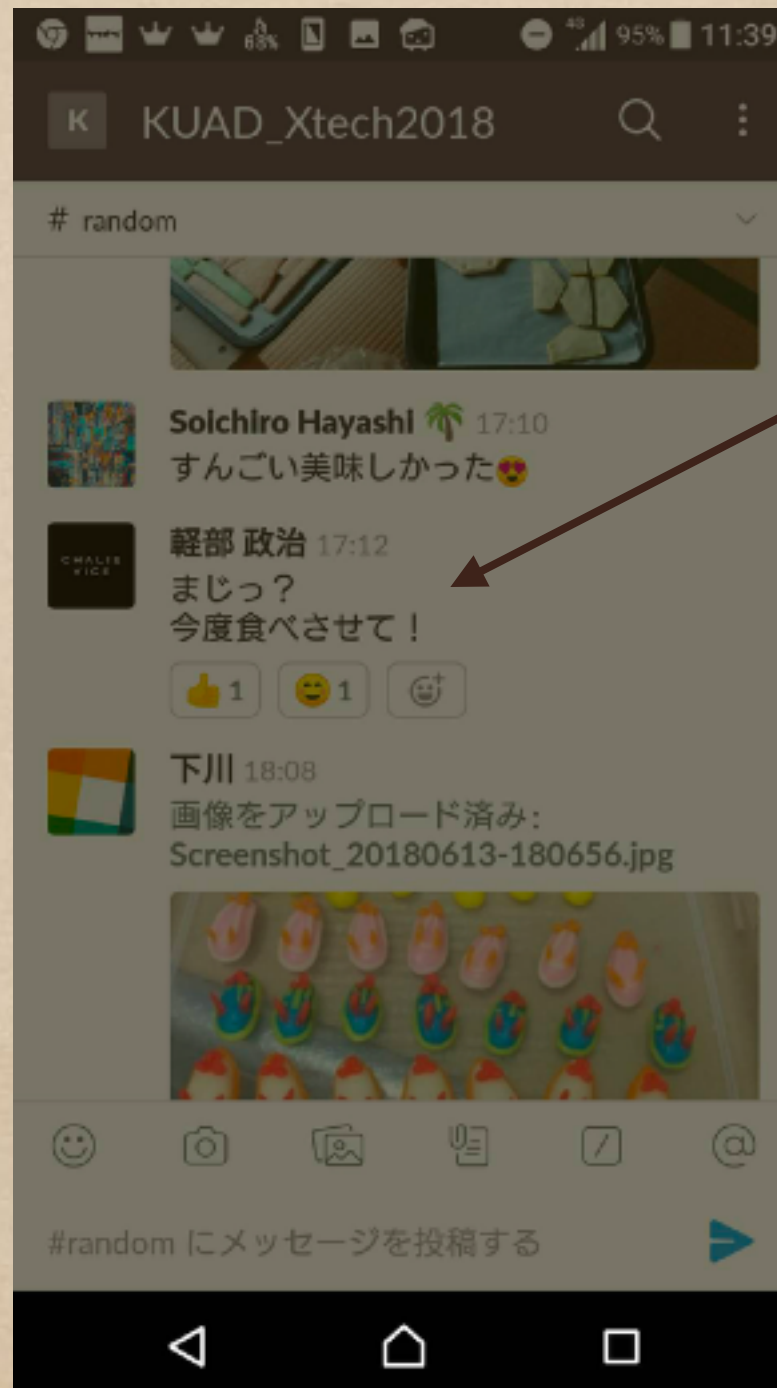 68%
4G
95%
11:39
K
KUAD_Xtech2018
# random
Soichiro Hayashi 17:10
すんごい美味しかった
軽部 政治 17:12
まじっ？
今度食べさせて！
1
1
下川 18:08
画像をアップロード済み:
Screenshot_20180613-180656.jpg
#random にメッセージを投稿する